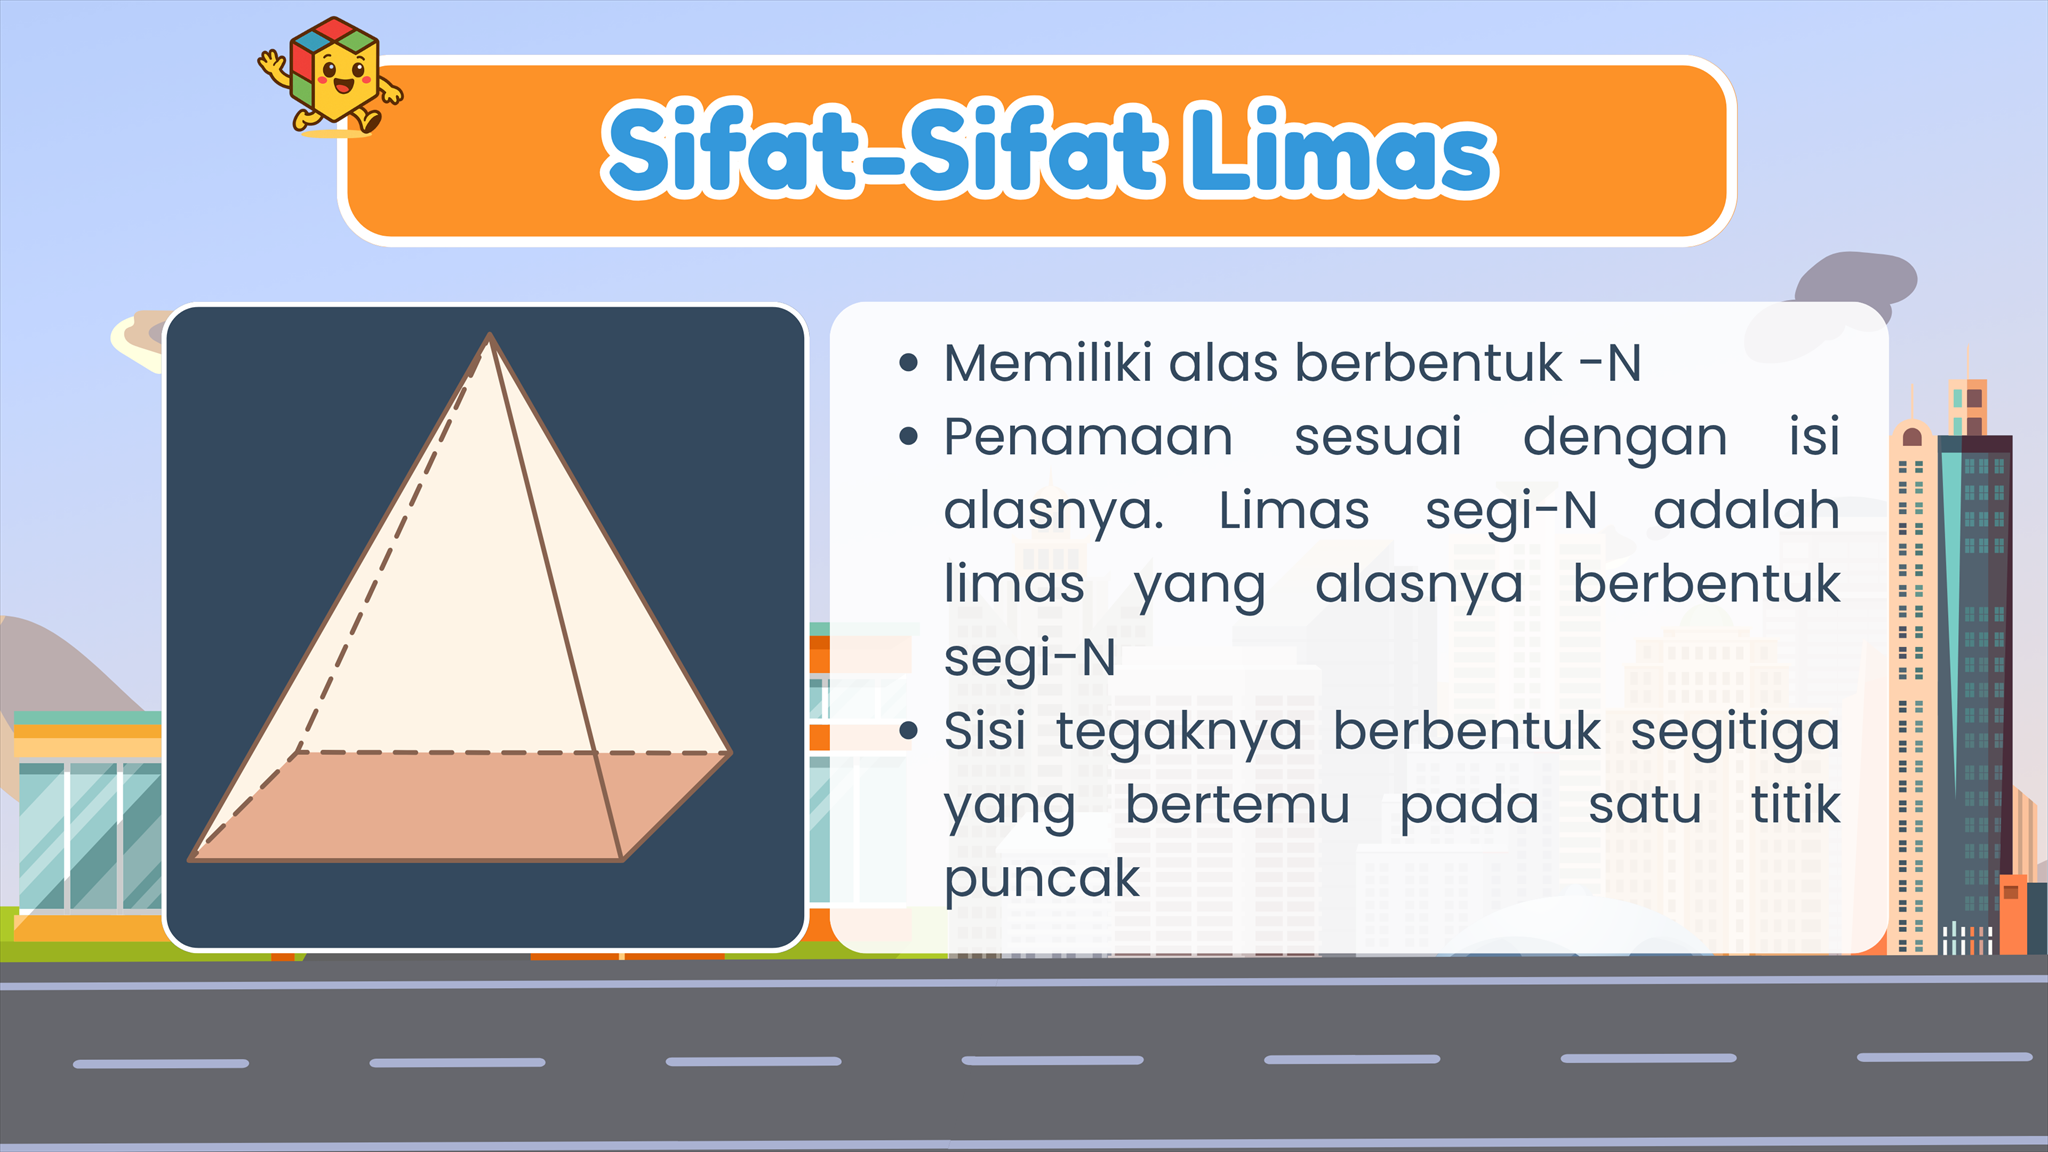 Sifat-Sifat Limas
• Memiliki alas berbentuk -N
• Penamaan sesuai dengan isi
alasnya. Limas segi-N adalah
limas yang alasnya berbentuk
segi-N
• Sisi tegaknya berbentuk segitiga
yang bertemu pada satu titik
puncak